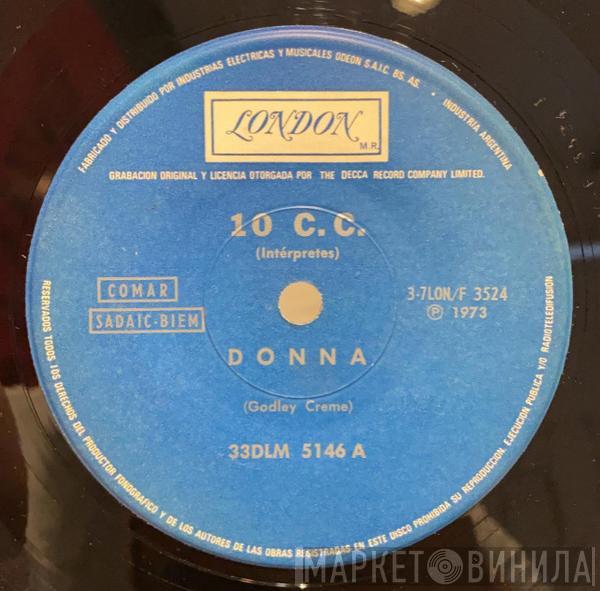 FABRICADO Y DISTRIBUIDO POR INDUSTRIAS ELECTRICAS Y MUSICALES ODEON S.A.I.C. BS. AS. • INDUSTRIA ARGENTINA
LONDON
M.R.
GRABACION ORIGINAL Y LICENCIA OTORGADA POR THE DECCA RECORD COMPANY LIMITED.
10 C.C.
(Intérpretes)
COMAR
SADAIC-BIEM
3-7LON/F 3524
Ⓟ 1973
DONNA
(Godley Creme)
33DLM 5146 A
RESERVADOS TODOS LOS DERECHOS DEL PRODUCTOR FONOGRAFICO Y DE LOS AUTORES DE LAS OBRAS REGISTRADAS EN ESTE DISCO PROHIBIDA SU REPRODUCCION, EJECUCION PUBLICA Y/O RADIOTELEDIFUSION
МАРКЕТ ВИНИЛА